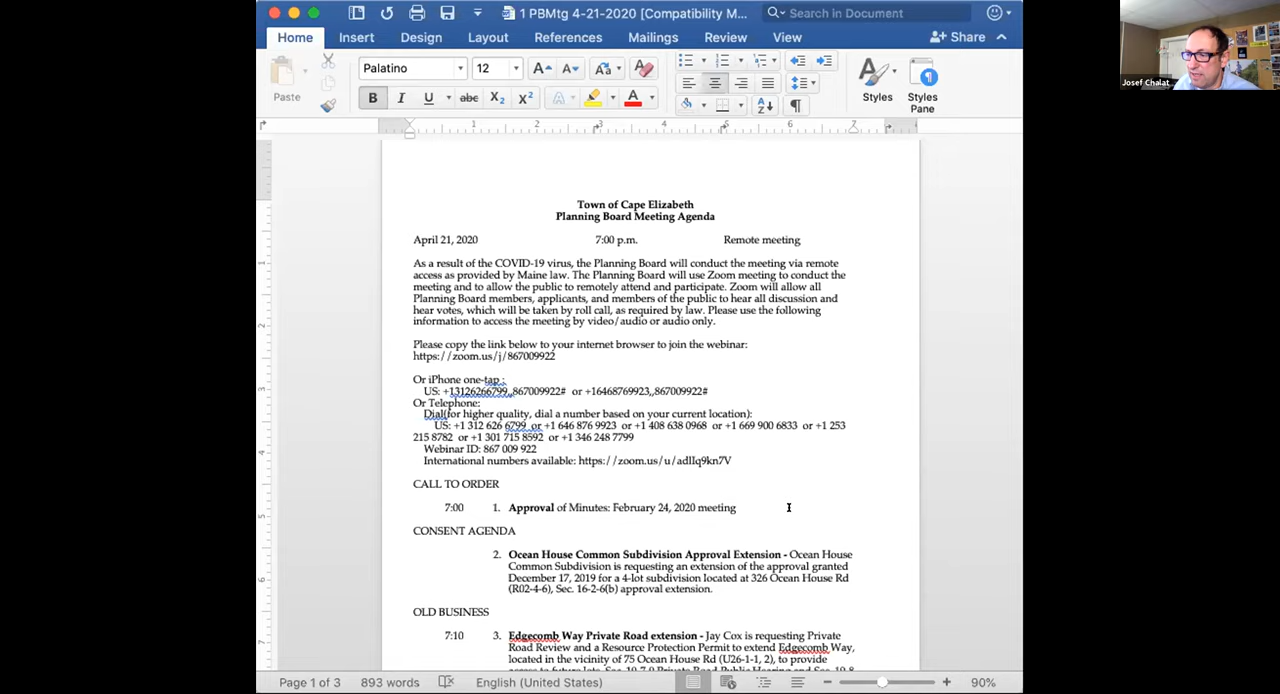 1 PBMtg 4-21-2020 [Compatibility M...
Search in Document
Home Insert Design Layout References Mailings Review View Share
Paste
Palatino 12
B I U abc X₂ X²
Styles
Styles Pane
1 2 3 4 5 6 7
Josef Chalat...
Town of Cape Elizabeth
Planning Board Meeting Agenda
April 21, 2020 7:00 p.m. Remote meeting
As a result of the COVID-19 virus, the Planning Board will conduct the meeting via remote
access as provided by Maine law. The Planning Board will use Zoom meeting to conduct the
meeting and to allow the public to remotely attend and participate. Zoom will allow all
Planning Board members, applicants, and members of the public to hear all discussion and
hear votes, which will be taken by roll call, as required by law. Please use the following
information to access the meeting by video/audio or audio only.
Please copy the link below to your internet browser to join the webinar:
https://zoom.us/j/867009922
Or iPhone one-tap :
US: +13126266799,,867009922# or +16468769923,,867009922#
Or Telephone:
Dial(for higher quality, dial a number based on your current location):
US: +1 312 626 6799 or +1 646 876 9923 or +1 408 638 0968 or +1 669 900 6833 or +1 253
215 8782 or +1 301 715 8592 or +1 346 248 7799
Webinar ID: 867 009 922
International numbers available: https://zoom.us/u/adlIq9kn7V
CALL TO ORDER
7:00 1. Approval of Minutes: February 24, 2020 meeting
CONSENT AGENDA
2. Ocean House Common Subdivision Approval Extension - Ocean House
Common Subdivision is requesting an extension of the approval granted
December 17, 2019 for a 4-lot subdivision located at 326 Ocean House Rd
(R02-4-6), Sec. 16-2-6(b) approval extension.
OLD BUSINESS
7:10 3. Edgecomb Way Private Road extension - Jay Cox is requesting Private
Road Review and a Resource Protection Permit to extend Edgecomb Way,
located in the vicinity of 75 Ocean House Rd (U26-1-1, 2), to provide
Page 1 of 3 893 words English (United States) 90%